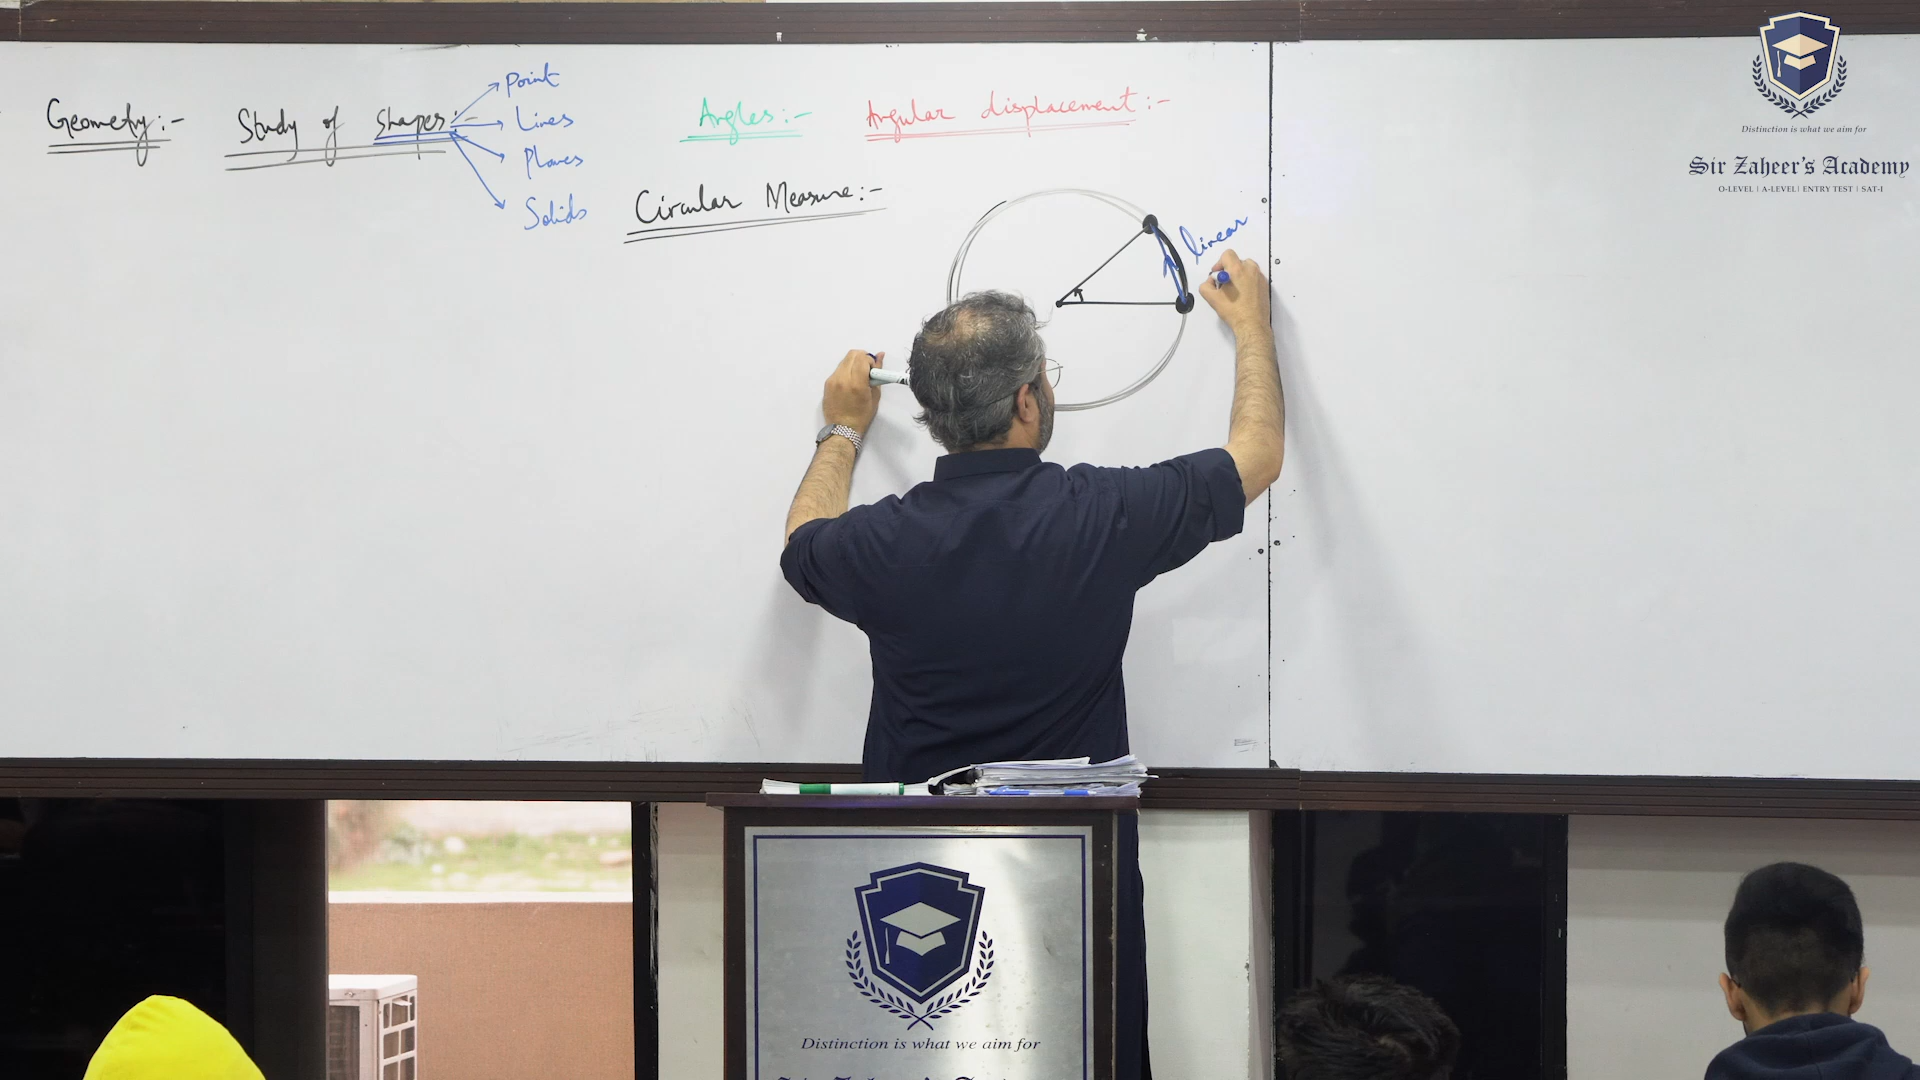 Geometry:-
Study of shapes:-
Point
Lines
Planes
Solids
Angles:-
Angular displacement:-
Circular Measure:-
linear
Distinction is what we aim for
Sir Zaheer's Academy
O-LEVEL | A-LEVEL | ENTRY TEST | SAT-I
Distinction is what we aim for